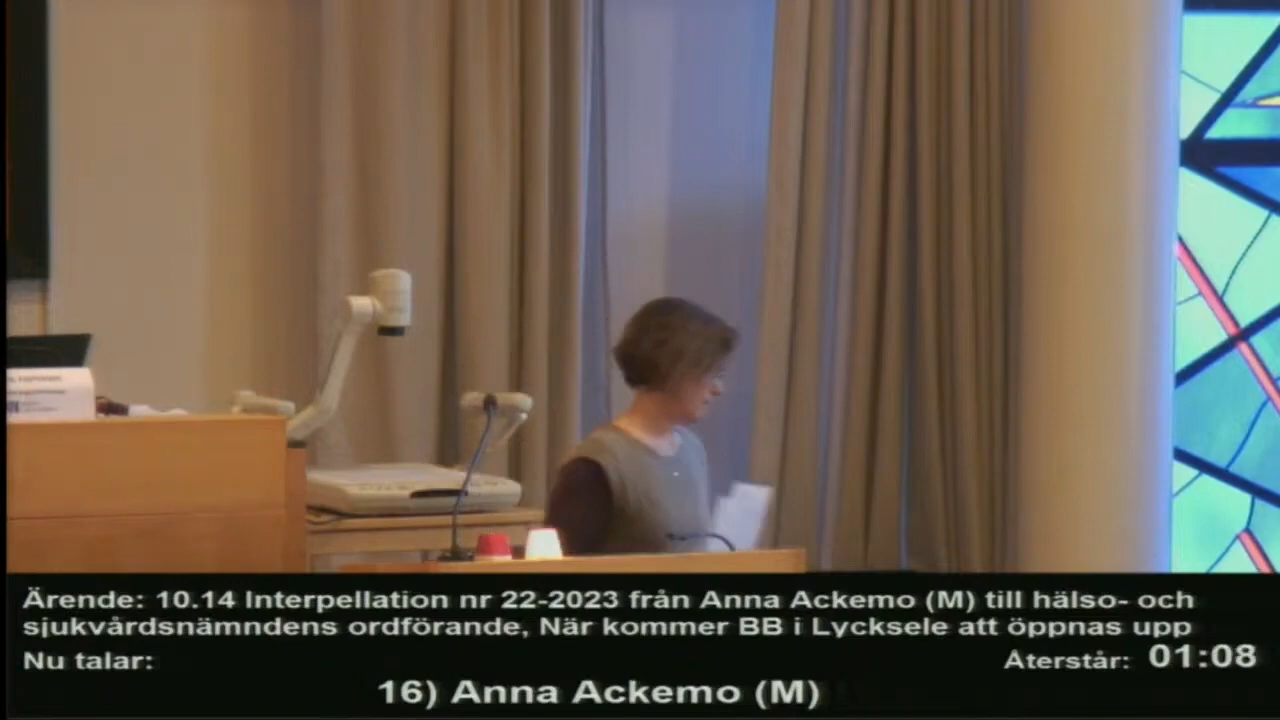 Ärende: 10.14 Interpellation nr 22-2023 från Anna Ackemo (M) till hälso- och
sjukvårdsnämndens ordförande, När kommer BB i Lycksele att öppnas upp
Nu talar:
Återstår: 01:08
16) Anna Ackemo (M)